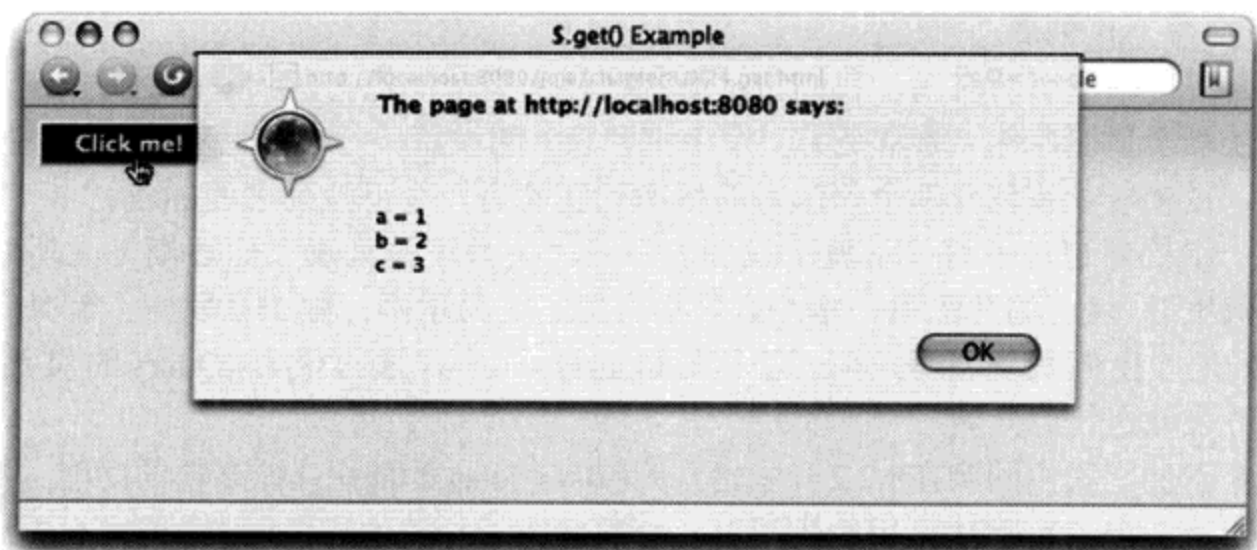 $.get() Example
The page at http://localhost:8080 says:
Click me!
a = 1
b = 2
c = 3
OK